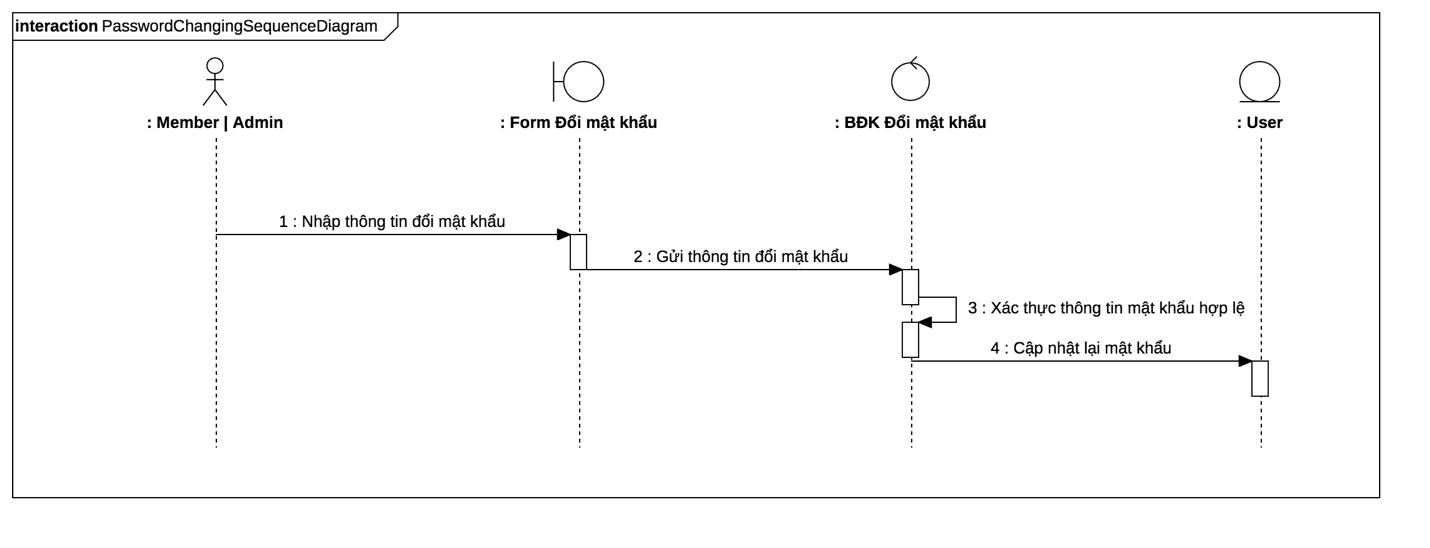 interaction PasswordChangingSequenceDiagram
: Member | Admin
: Form Đổi mật khẩu
: BĐK Đổi mật khẩu
: User
1 : Nhập thông tin đổi mật khẩu
2 : Gửi thông tin đổi mật khẩu
3 : Xác thực thông tin mật khẩu hợp lệ
4 : Cập nhật lại mật khẩu